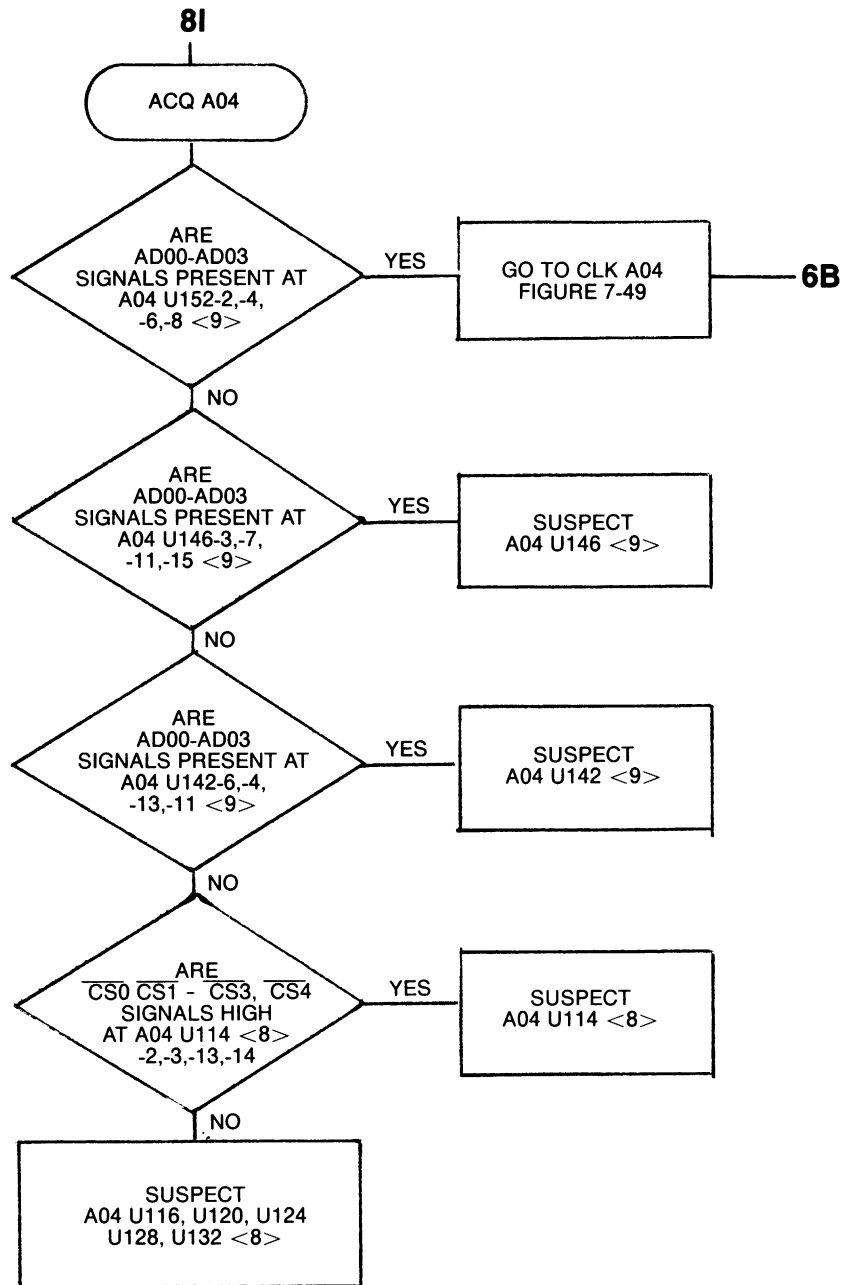 8I
ACQ A04
ARE
AD00-AD03
SIGNALS PRESENT AT
A04 U152-2,-4,
-6,-8 <9>
YES
GO TO CLK A04
FIGURE 7-49
6B
NO
ARE
AD00-AD03
SIGNALS PRESENT AT
A04 U146-3,-7,
-11,-15 <9>
YES
SUSPECT
A04 U146 <9>
NO
ARE
AD00-AD03
SIGNALS PRESENT AT
A04 U142-6,-4,
-13,-11 <9>
YES
SUSPECT
A04 U142 <9>
NO
ARE
C̅S̅0̅ C̅S̅1̅ - C̅S̅3̅, C̅S̅4̅
SIGNALS HIGH
AT A04 U114 <8>
-2,-3,-13,-14
YES
SUSPECT
A04 U114 <8>
NO
SUSPECT
A04 U116, U120, U124
U128, U132 <8>